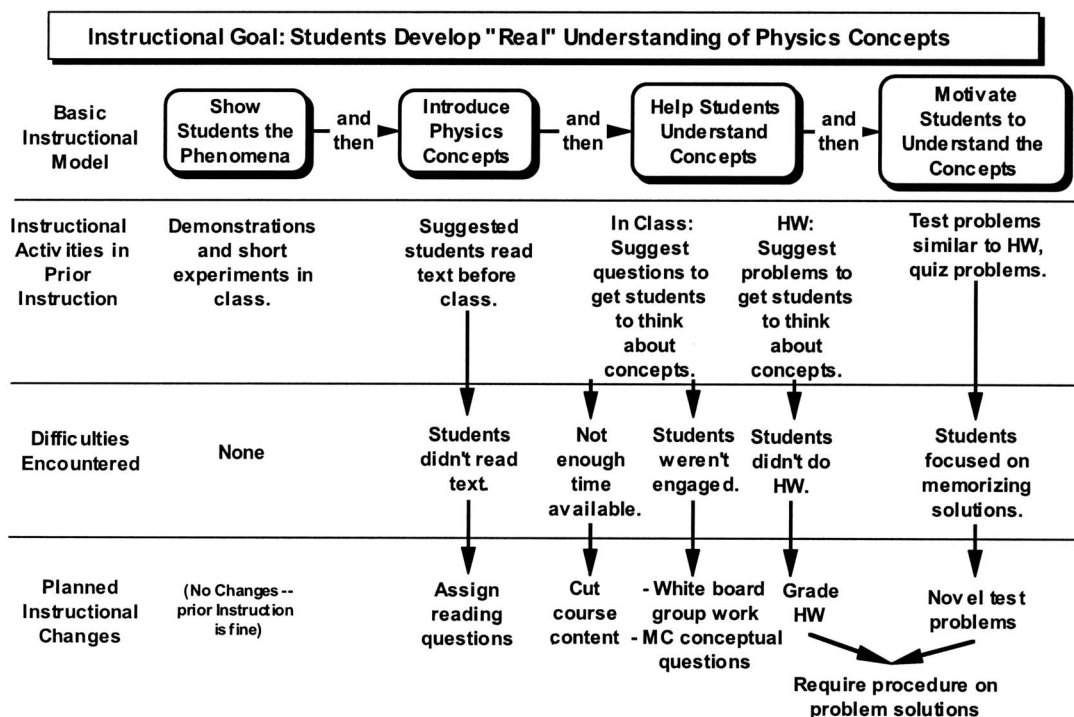 Instructional Goal: Students Develop "Real" Understanding of Physics Concepts
Basic
Instructional
Model
Show
Students the
Phenomena
and
then
Introduce
Physics
Concepts
and
then
Help Students
Understand
Concepts
and
then
Motivate
Students to
Understand the
Concepts
Instructional
Activities in
Prior
Instruction
Demonstrations
and short
experiments in
class.
Suggested
students read
text before
class.
In Class:
Suggest
questions to
get students
to think
about
concepts.
HW:
Suggest
problems to
get students
to think
about
concepts.
Test problems
similar to HW,
quiz problems.
Difficulties
Encountered
None
Students
didn't read
text.
Not
enough
time
available.
Students
weren't
engaged.
Students
didn't do
HW.
Students
focused on
memorizing
solutions.
Planned
Instructional
Changes
(No Changes --
prior Instruction
is fine)
Assign
reading
questions
Cut
course
content
- White board
group work
- MC conceptual
questions
Grade
HW
Novel test
problems
Require procedure on
problem solutions